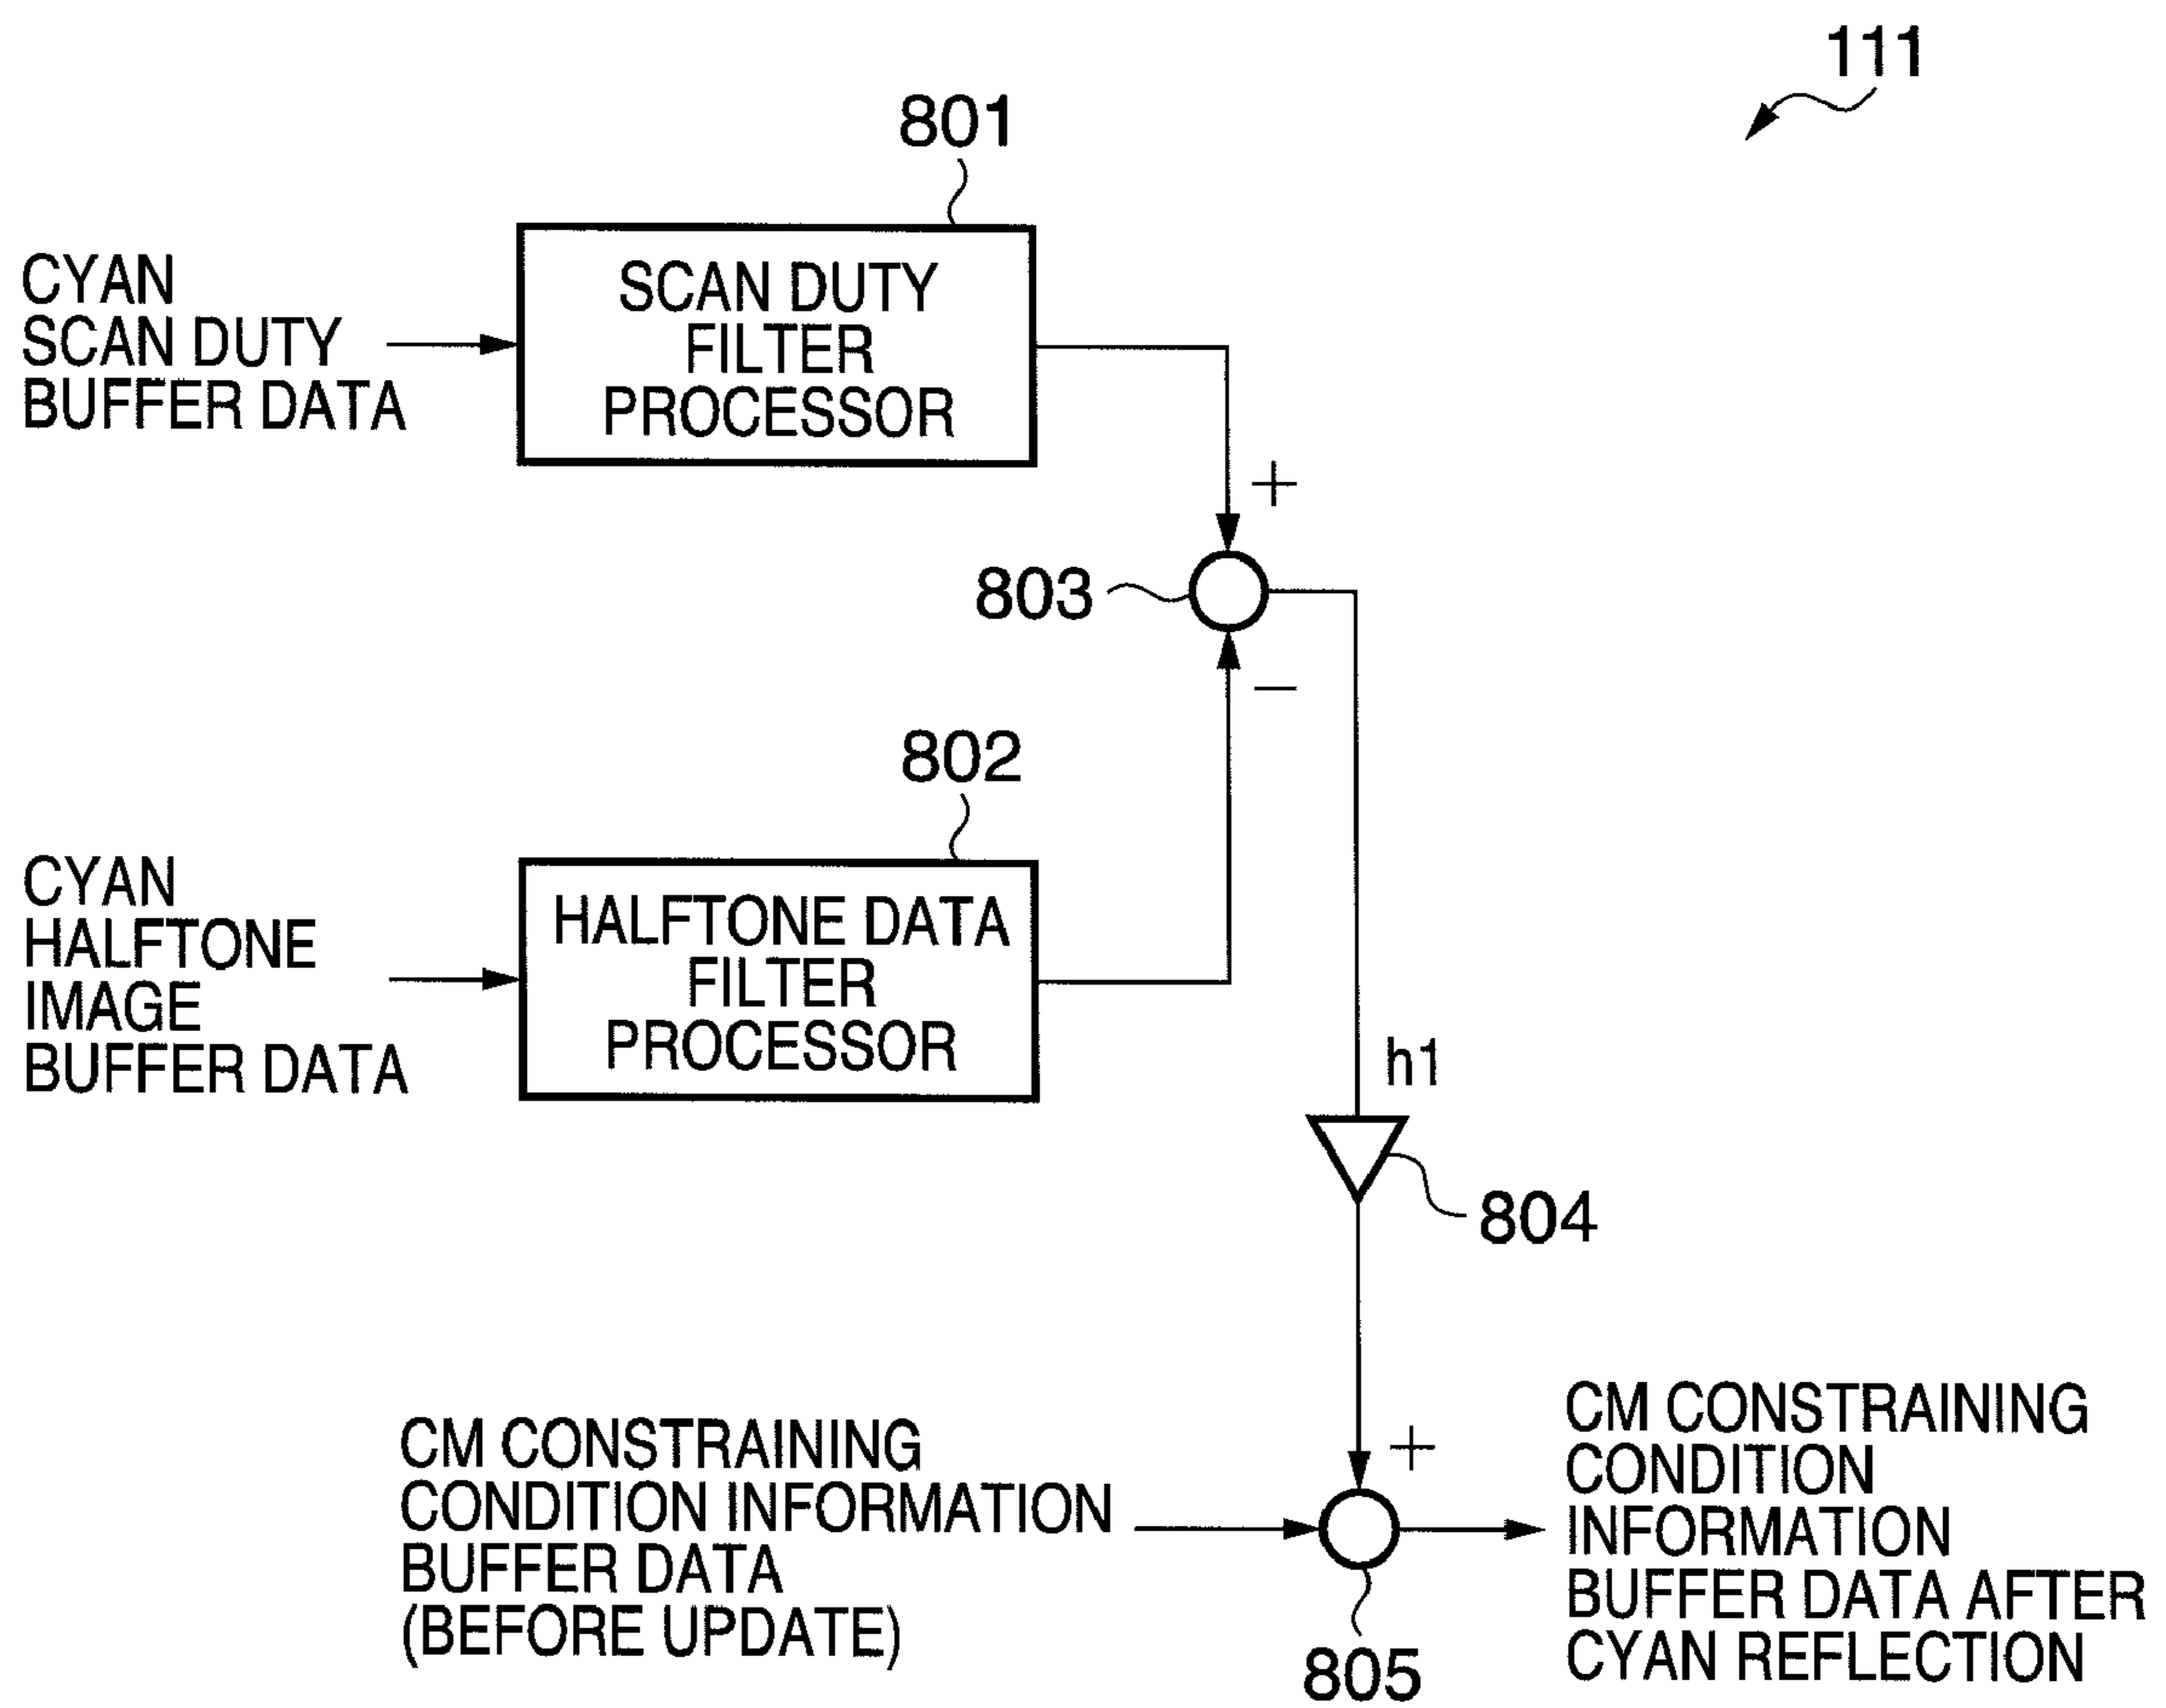 111
801
CYAN
SCAN DUTY
BUFFER DATA
SCAN DUTY
FILTER
PROCESSOR
+
803
−
802
CYAN
HALFTONE
IMAGE
BUFFER DATA
HALFTONE DATA
FILTER
PROCESSOR
h1
804
CM CONSTRAINING
CONDITION INFORMATION
BUFFER DATA
(BEFORE UPDATE)
+
805
CM CONSTRAINING
CONDITION
INFORMATION
BUFFER DATA AFTER
CYAN REFLECTION